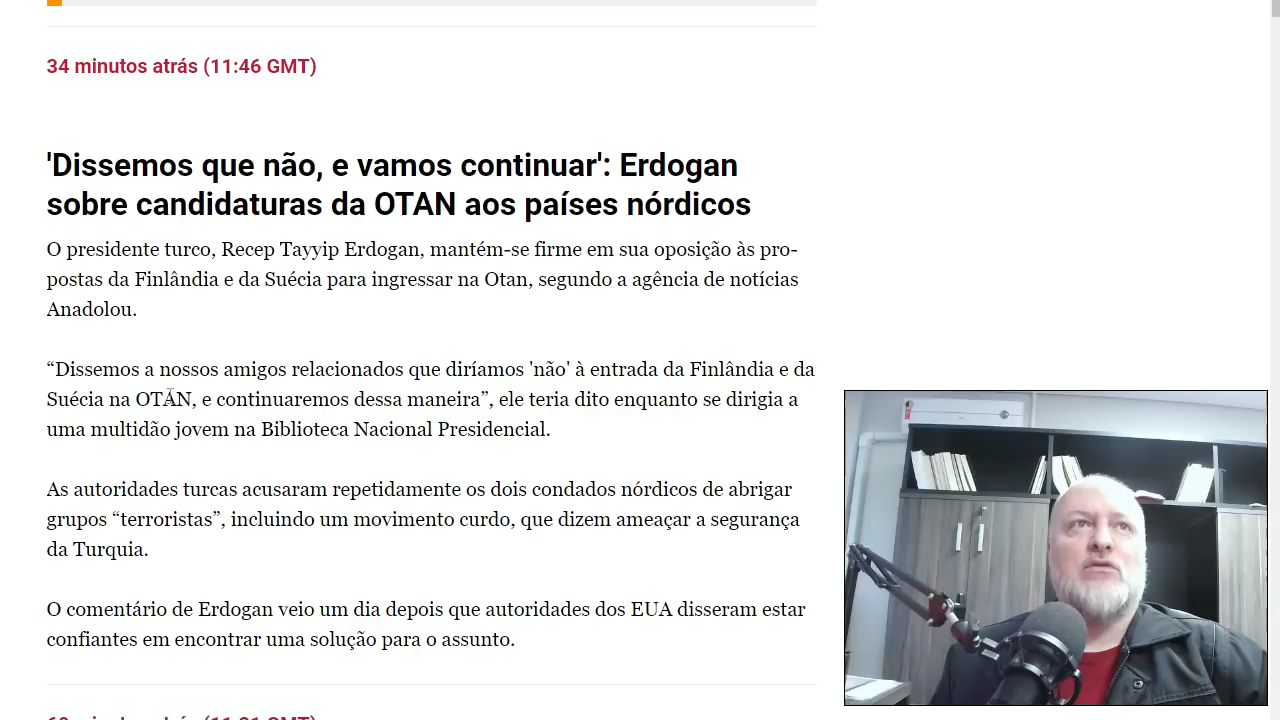 34 minutos atrás (11:46 GMT)
'Dissemos que não, e vamos continuar': Erdogan
sobre candidaturas da OTAN aos países nórdicos
O presidente turco, Recep Tayyip Erdogan, mantém-se firme em sua oposição às pro-
postas da Finlândia e da Suécia para ingressar na Otan, segundo a agência de notícias
Anadolou.
“Dissemos a nossos amigos relacionados que diríamos 'não' à entrada da Finlândia e da
Suécia na OTAN, e continuaremos dessa maneira”, ele teria dito enquanto se dirigia a
uma multidão jovem na Biblioteca Nacional Presidencial.
As autoridades turcas acusaram repetidamente os dois condados nórdicos de abrigar
grupos “terroristas”, incluindo um movimento curdo, que dizem ameaçar a segurança
da Turquia.
O comentário de Erdogan veio um dia depois que autoridades dos EUA disseram estar
confiantes em encontrar uma solução para o assunto.